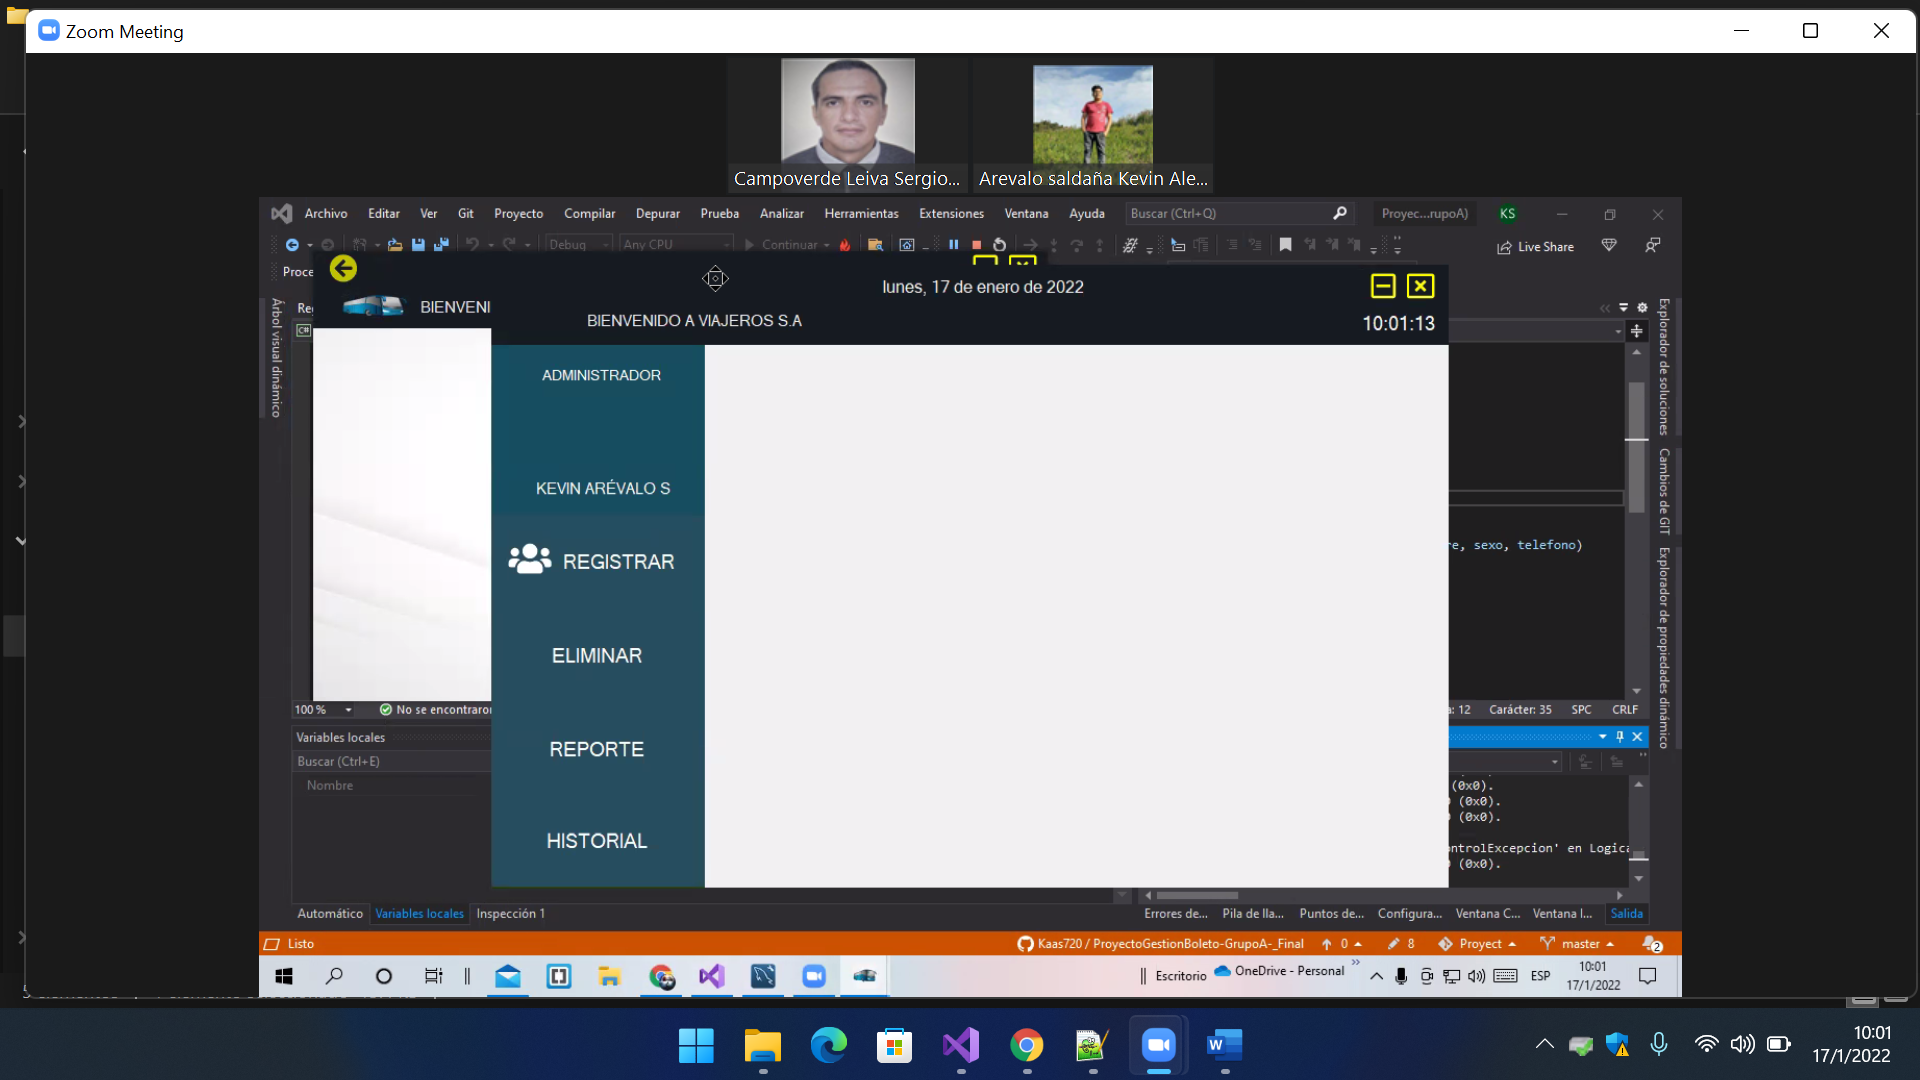 Zoom Meeting
Campoverde Leiva Sergio...
Arevalo saldaña Kevin Ale...
Archivo Editar Ver Git Proyecto Compilar Depurar Prueba Analizar Herramientas Extensiones Ventana Ayuda Buscar (Ctrl+Q) Proyec...rupoA) KS
Debug Any CPU Continuar Live Share
Proce
lunes, 17 de enero de 2022
BIENVENI
BIENVENIDO A VIAJEROS S.A
10:01:13
Árbol visual dinámico
Explorador de soluciones
Cambios de GIT
Explorador de propiedades dinámico
ADMINISTRADOR
KEVIN ARÉVALO S
REGISTRAR
ELIMINAR
REPORTE
HISTORIAL
re, sexo, telefono)
100 % No se encontraron
: 12 Carácter: 35 SPC CRLF
Variables locales
Buscar (Ctrl+E)
Nombre
(0x0).
(0x0).
(0x0).
ontrolExcepcion' en Logica
(0x0).
Automático Variables locales Inspección 1
Errores de... Pila de lla... Puntos de... Configura... Ventana C... Ventana I... Salida
Listo
Kaas720 / ProyectoGestionBoleto-GrupoA-_Final 0 8 Proyect master 2
Escritorio OneDrive - Personal ESP 10:01
17/1/2022
10:01
17/1/2022